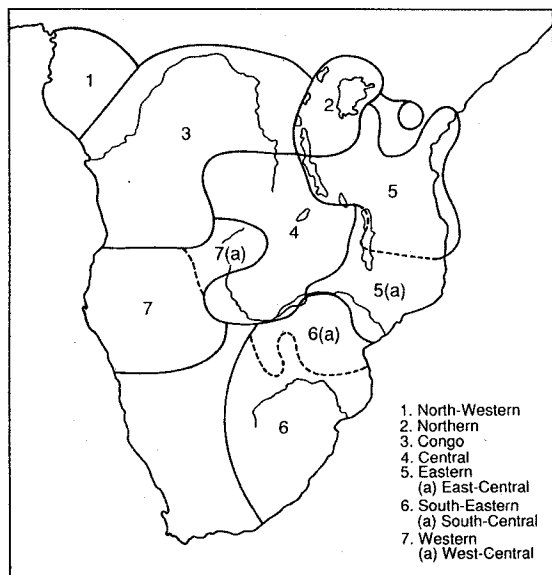 1
2
3
5
4
7(a)
5(a)
7
6(a)
6
1. North-Western
2. Northern
3. Congo
4. Central
5. Eastern
(a) East-Central
6. South-Eastern
(a) South-Central
7. Western
(a) West-Central